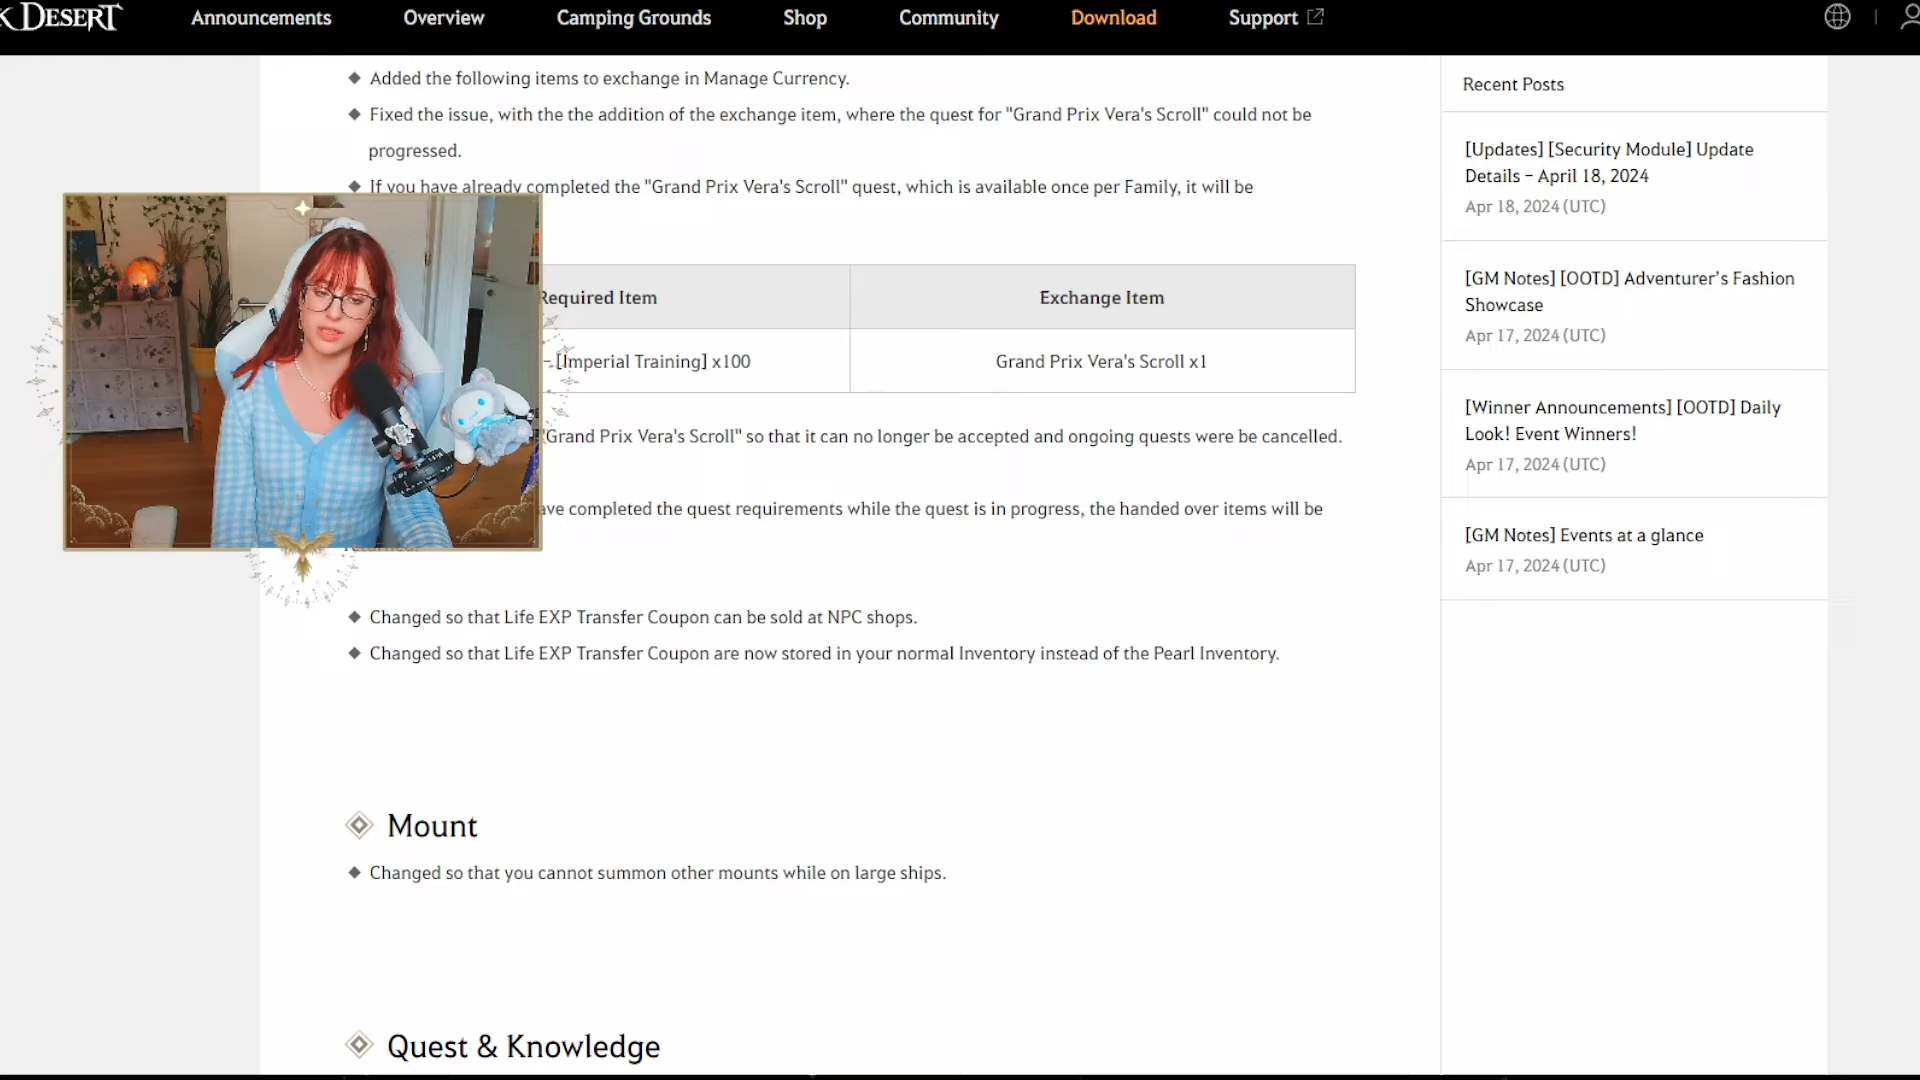 K DESERT
Announcements
Overview
Camping Grounds
Shop
Community
Download
Support
Added the following items to exchange in Manage Currency.
Fixed the issue, with the the addition of the exchange item, where the quest for "Grand Prix Vera's Scroll" could not be
progressed.
If you have already completed the "Grand Prix Vera's Scroll" quest, which is available once per Family, it will be
Required Item
Exchange Item
- [Imperial Training] x100
Grand Prix Vera's Scroll x1
"Grand Prix Vera's Scroll" so that it can no longer be accepted and ongoing quests were be cancelled.
ave completed the quest requirements while the quest is in progress, the handed over items will be
Changed so that Life EXP Transfer Coupon can be sold at NPC shops.
Changed so that Life EXP Transfer Coupon are now stored in your normal Inventory instead of the Pearl Inventory.
Mount
Changed so that you cannot summon other mounts while on large ships.
Quest & Knowledge
Recent Posts
[Updates] [Security Module] Update
Details – April 18, 2024
Apr 18, 2024 (UTC)
[GM Notes] [OOTD] Adventurer's Fashion
Showcase
Apr 17, 2024 (UTC)
[Winner Announcements] [OOTD] Daily
Look! Event Winners!
Apr 17, 2024 (UTC)
[GM Notes] Events at a glance
Apr 17, 2024 (UTC)